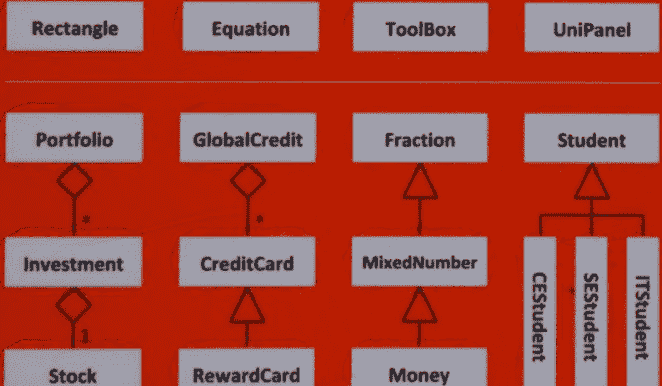 Rectangle
Equation
ToolBox
UniPanel
Portfolio
GlobalCredit
Fraction
Student
*
*
Investment
CreditCard
MixedNumber
CEStudent
SEStudent
ITStudent
1
Stock
RewardCard
Money